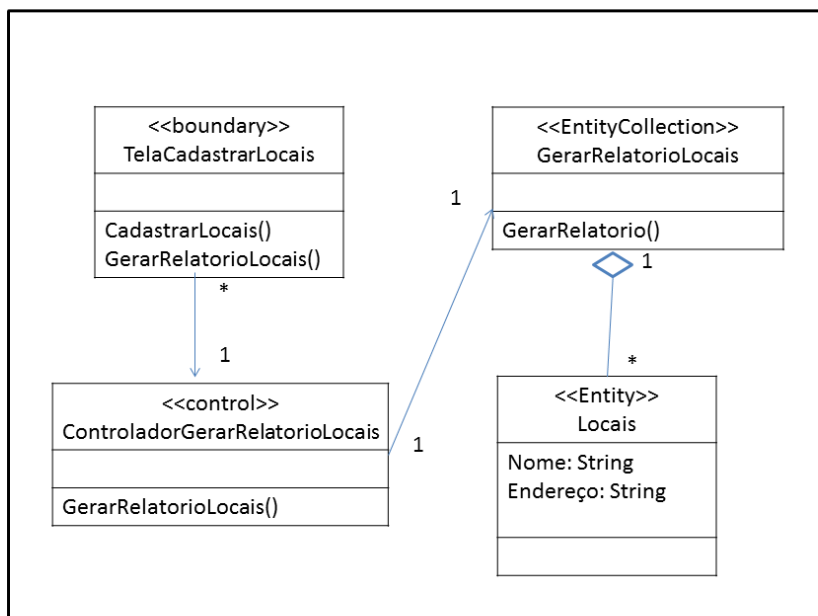 <<boundary>>
TelaCadastrarLocais
CadastrarLocais()
GerarRelatorioLocais()
*
1
<<control>>
ControladorGerarRelatorioLocais
GerarRelatorioLocais()
1
1
<<EntityCollection>>
GerarRelatorioLocais
GerarRelatorio()
1
*
<<Entity>>
Locais
Nome: String
Endereço: String